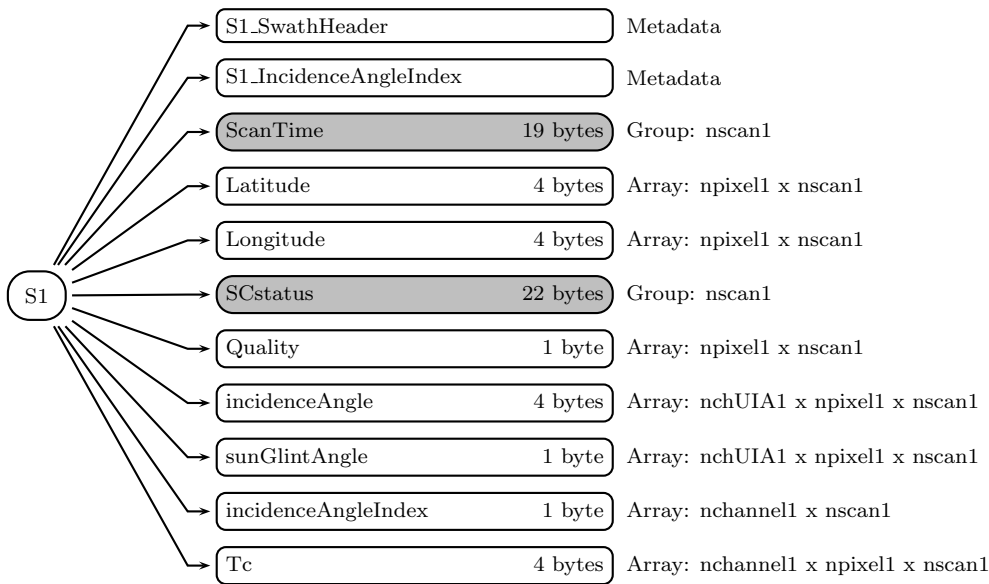 S1_SwathHeader Metadata
S1_IncidenceAngleIndex Metadata
ScanTime 19 bytes Group: nscan1
Latitude 4 bytes Array: npixel1 x nscan1
Longitude 4 bytes Array: npixel1 x nscan1
S1 SCstatus 22 bytes Group: nscan1
Quality 1 byte Array: npixel1 x nscan1
incidenceAngle 4 bytes Array: nchUIA1 x npixel1 x nscan1
sunGlintAngle 1 byte Array: nchUIA1 x npixel1 x nscan1
incidenceAngleIndex 1 byte Array: nchannel1 x nscan1
Tc 4 bytes Array: nchannel1 x npixel1 x nscan1